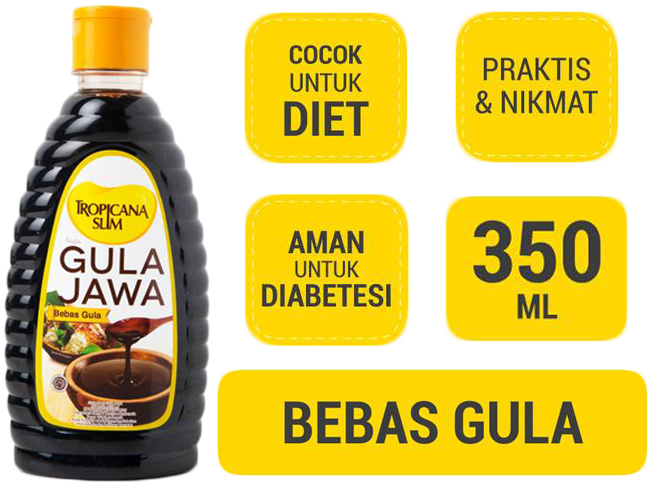 TROPICANA
SLIM
GULA
JAWA
Bebas Gula
COCOK
UNTUK
DIET
PRAKTIS
& NIKMAT
AMAN
UNTUK
DIABETESI
350
ML
BEBAS GULA